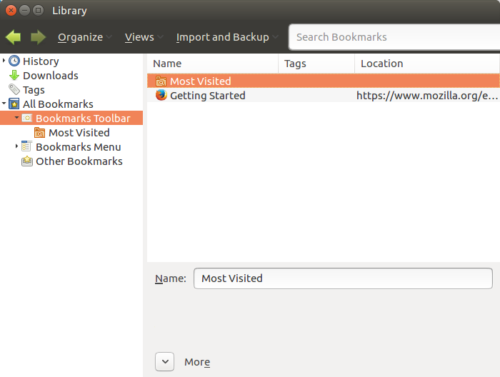 Library
Organize Views Import and Backup Search Bookmarks
History
Downloads
Tags
All Bookmarks
Bookmarks Toolbar
Most Visited
Bookmarks Menu
Other Bookmarks
Name Tags Location
Most Visited
Getting Started https://www.mozilla.org/e...
Name: Most Visited
More